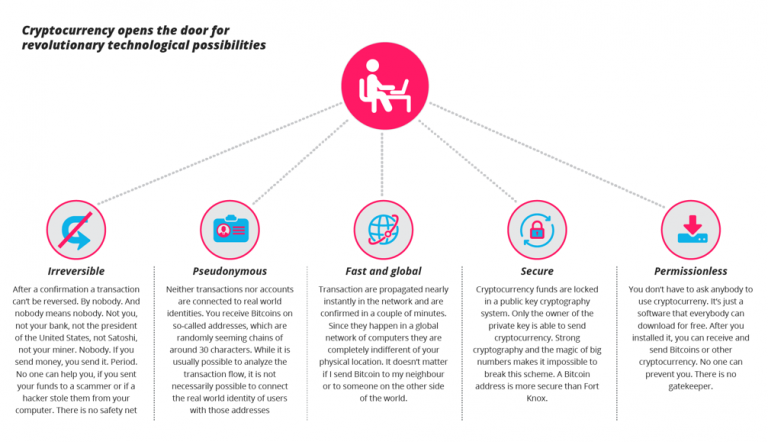 Cryptocurrency opens the door for
revolutionary technological possibilities
Irreversible
After a confirmation a transaction
can't be reversed. By nobody. And
nobody means nobody. Not you,
not your bank, not the president
of the United States, not Satoshi,
not your miner. Nobody. If you
send money, you send it. Period.
No one can help you, if you sent
your funds to a scammer or if a
hacker stole them from your
computer. There is no safety net
Pseudonymous
Neither transactions nor accounts
are connected to real world
identities. You receive Bitcoins on
so-called addresses, which are
randomly seeming chains of
around 30 characters. While it is
usually possible to analyze the
transaction flow, it is not
necessarily possible to connect
the real world identity of users
with those addresses
Fast and global
Transaction are propagated nearly
instantly in the network and are
confirmed in a couple of minutes.
Since they happen in a global
network of computers they are
completely indifferent of your
physical location. It doesn't matter
if I send Bitcoin to my neighbour
or to someone on the other side
of the world.
Secure
Cryptocurrency funds are locked
in a public key cryptography
system. Only the owner of the
private key is able to send
cryptocurrency. Strong
cryptography and the magic of big
numbers makes it impossible to
break this scheme. A Bitcoin
address is more secure than Fort
Knox.
Permissionless
You don't have to ask anybody to
use cryptocurreny. It's just a
software that everybody can
download for free. After you
installed it, you can receive and
send Bitcoins or other
cryptocurrency. No one can
prevent you. There is no
gatekeeper.